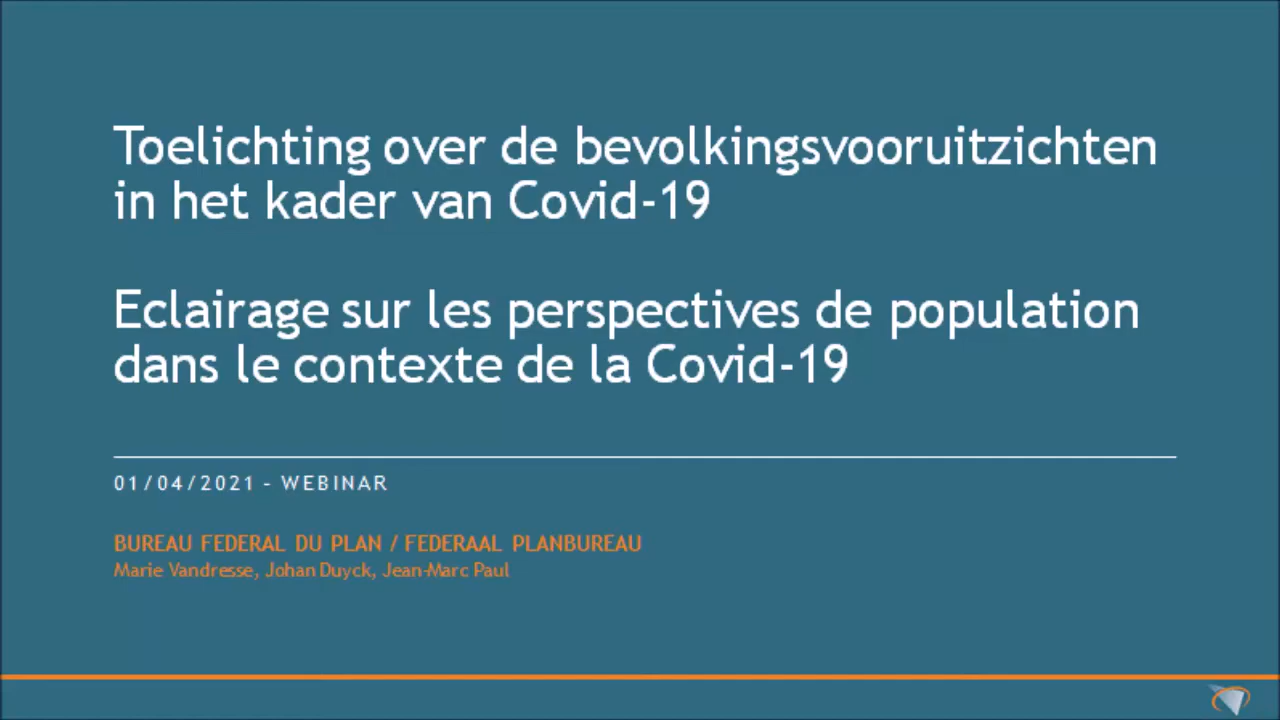 Toelichting over de bevolkingsvooruitzichten
in het kader van Covid-19
Eclairage sur les perspectives de population
dans le contexte de la Covid-19
01/04/2021 – WEBINAR
BUREAU FEDERAL DU PLAN / FEDERAAL PLANBUREAU
Marie Vandresse, Johan Duyck, Jean-Marc Paul